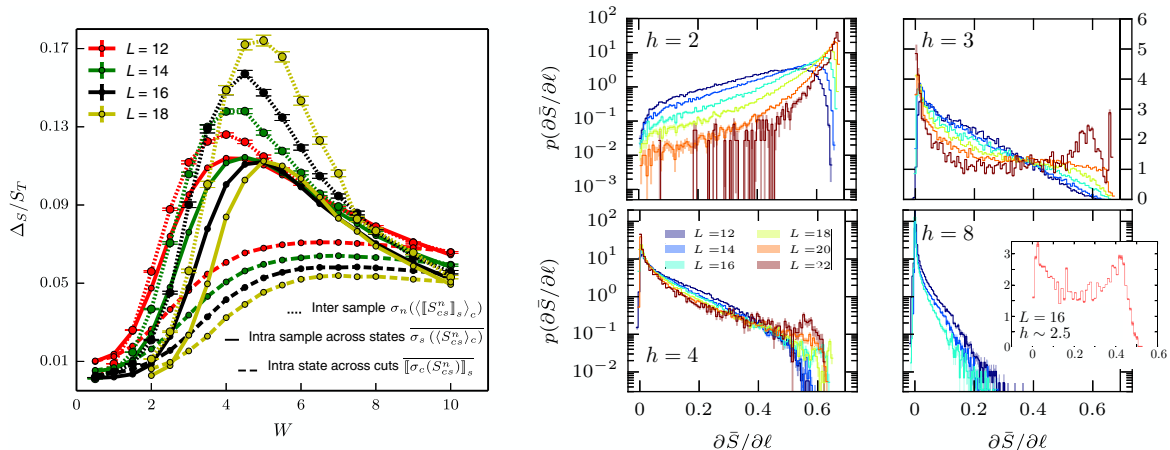 0.17
0.13
0.09
0.05
0.01
Δ_S/S_T
L = 12
L = 14
L = 16
L = 18
Inter sample σ_n(⟨⟦S^n_cs⟧_s⟩_c)
Intra sample across states \overline{σ_s(⟨S^n_cs⟩_c)}
Intra state across cuts \overline{⟦σ_c(S^n_cs)⟧_s}
0 2 4 6 8 10
W
10^2
10^1
10^0
10^-1
10^-2
10^-3
p(∂S̄/∂ℓ)
h = 2
h = 3
6
5
4
3
2
1
0
10^2
10^1
10^0
10^-1
10^-2
p(∂S̄/∂ℓ)
L =12
L =14
L =16
L =18
L =20
L =22
h = 4
0 0.2 0.4 0.6
∂S̄/∂ℓ
h = 8
3
2
1
0
L = 16
h ∼ 2.5
0.0 0.2 0.4 0.6
0 0.2 0.4 0.6
∂S̄/∂ℓ